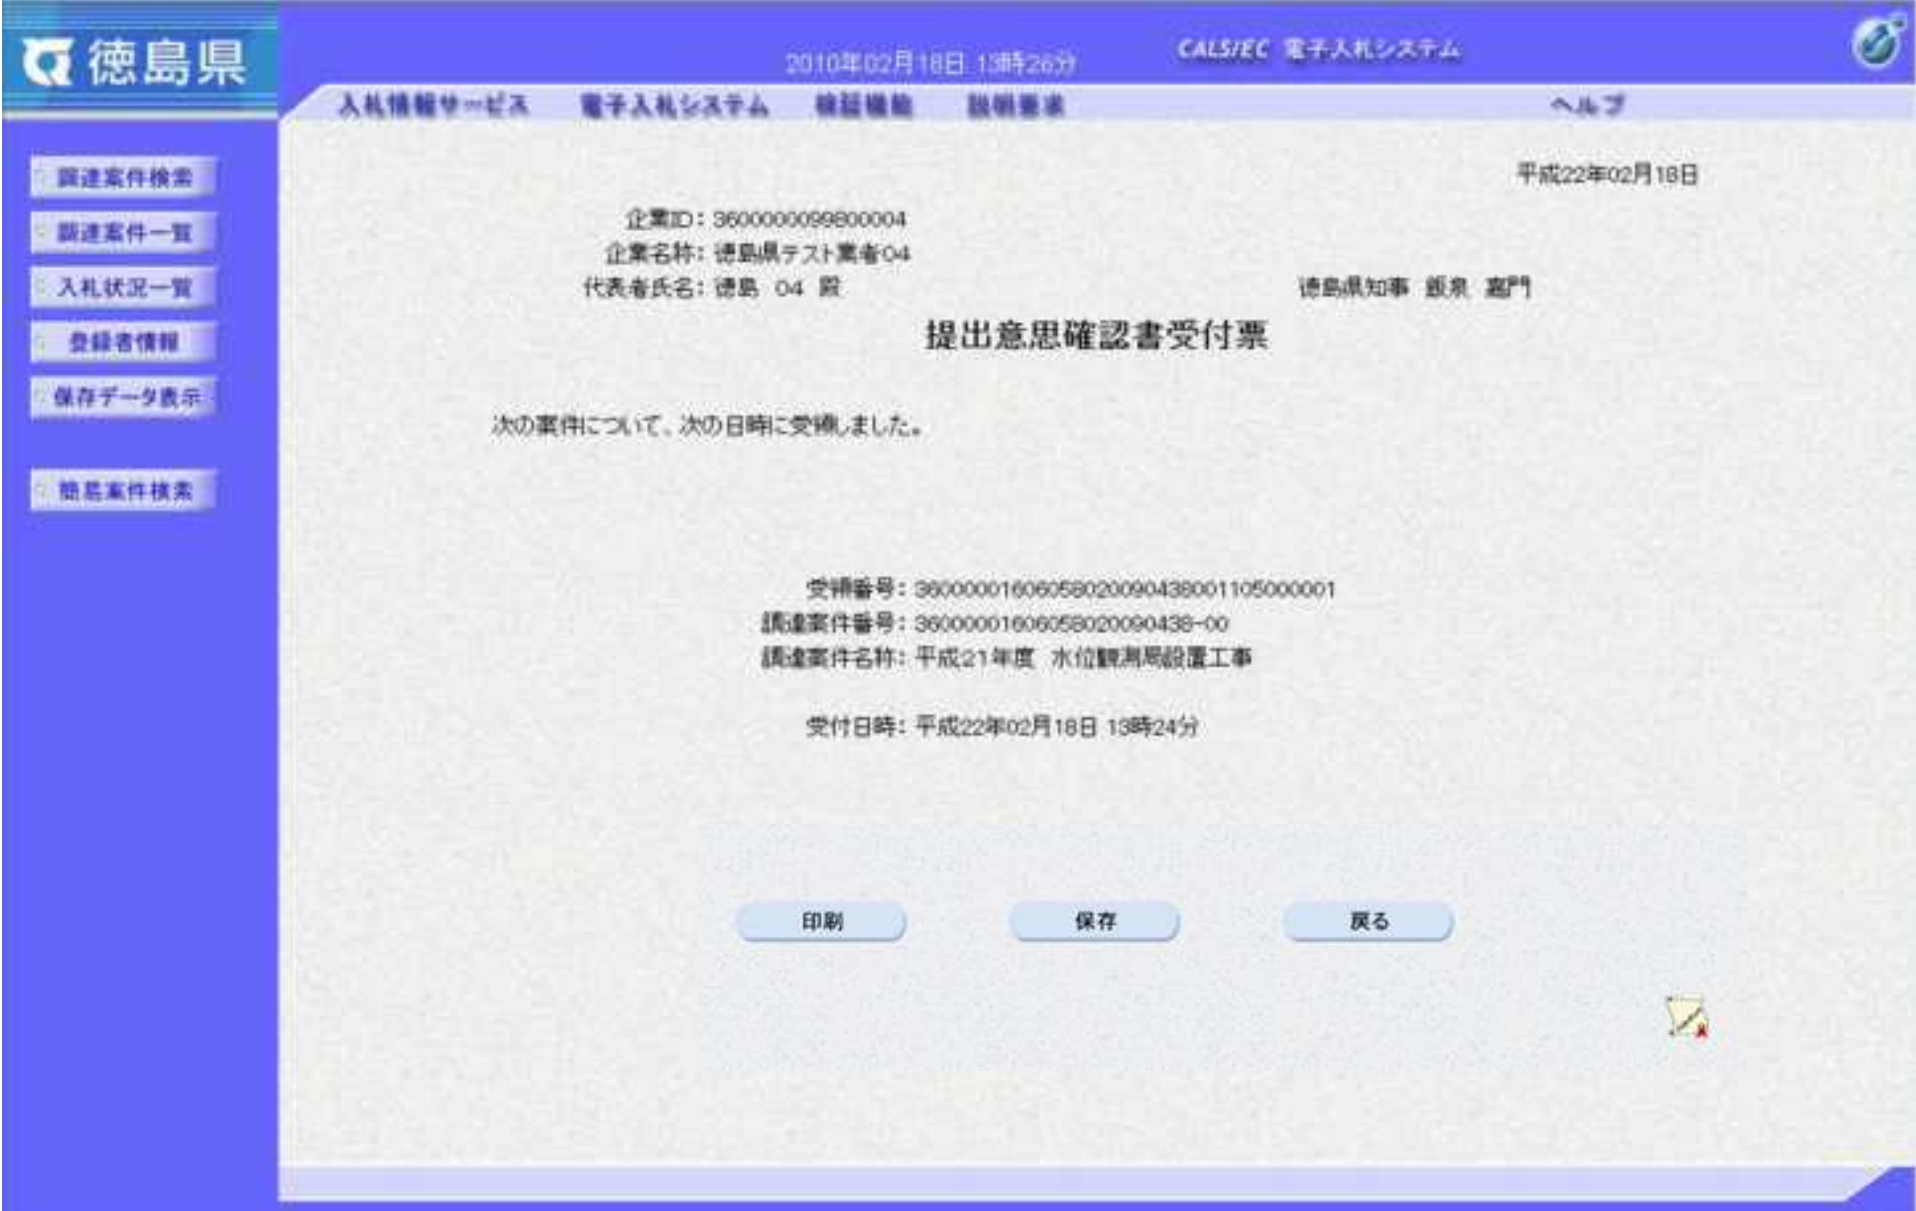 徳島県
2010年02月18日 13時26分
CALS/EC 電子入札システム
入札情報サービス 電子入札システム 検証機能 説明要求 ヘルプ
調達案件検索
調達案件一覧
入札状況一覧
登録者情報
保存データ表示
簡易案件検索
平成22年02月18日
企業ID：3600000099800004
企業名称：徳島県テスト業者04
代表者氏名：徳島 04 殿
徳島県知事 飯泉 嘉門
提出意思確認書受付票
次の案件について、次の日時に受領しました。
受領番号：36000001606058020090438001105000001
調達案件番号：36000001606058020090438-00
調達案件名称：平成21年度 水位観測局設置工事
受付日時：平成22年02月18日 13時24分
印刷 保存 戻る